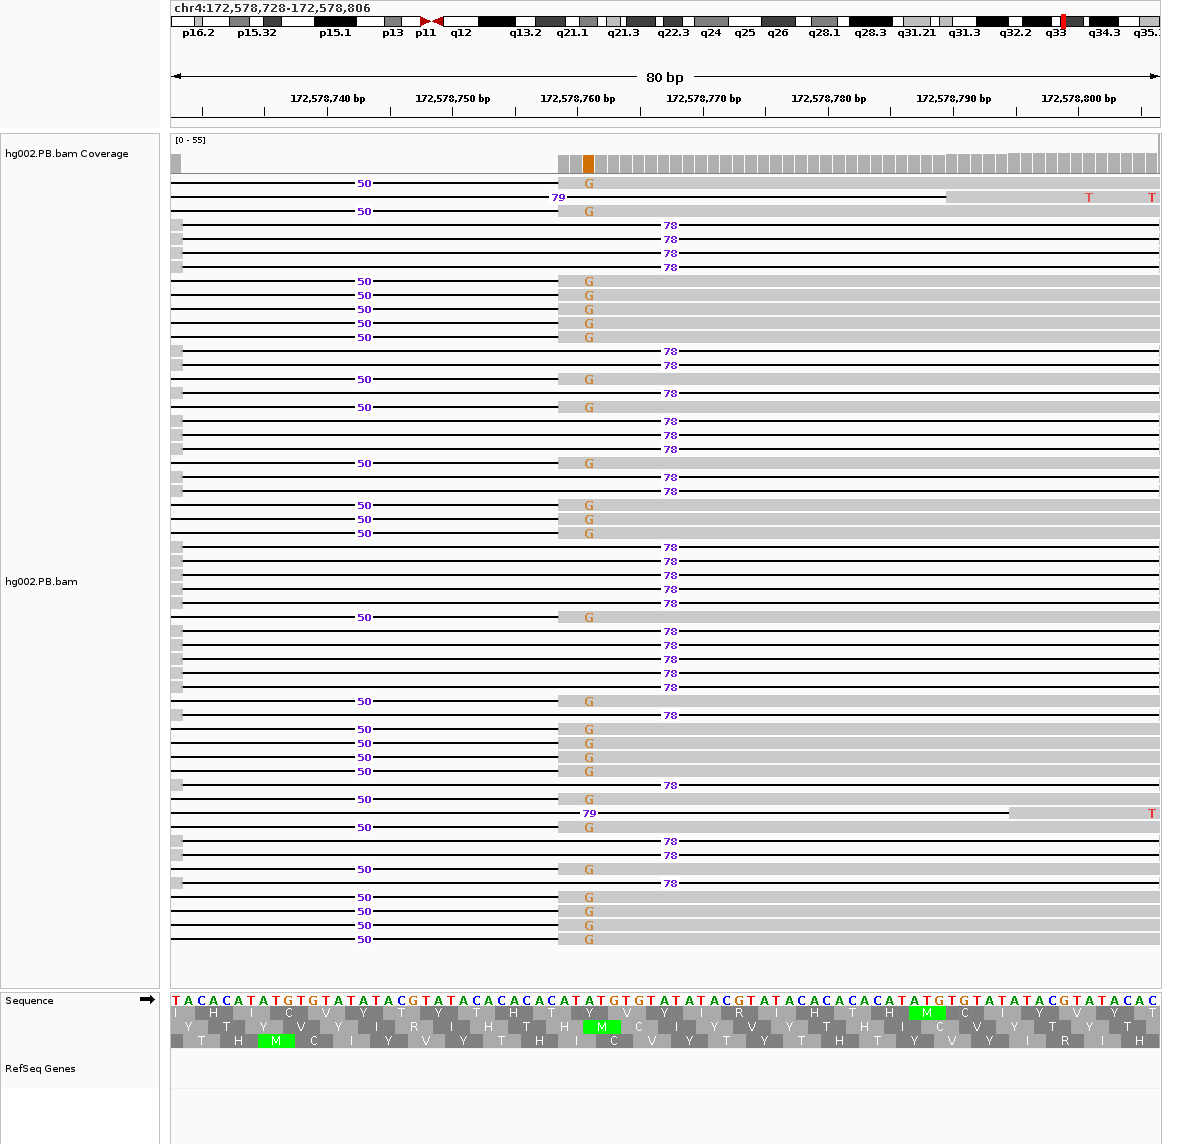 chr4:172,578,728-172,578,806
p16.2 p15.32 p15.1 p13 p11 q12 q13.2 q21.1 q21.3 q22.3 q24 q25 q26 q28.1 q28.3 q31.21 q31.3 q32.2 q33 q34.3 q35.
80 bp
172,578,740 bp 172,578,750 bp 172,578,760 bp 172,578,770 bp 172,578,780 bp 172,578,790 bp 172,578,800 bp
[0 - 55]
hg002.PB.bam Coverage
50 G
79 T T
50 G
78
78
78
78
50 G
50 G
50 G
50 G
50 G
78
78
50 G
78
50 G
78
78
78
50 G
78
78
50 G
50 G
50 G
78
78
78
hg002.PB.bam
78
78
50 G
78
78
78
78
78
50 G
78
50 G
50 G
50 G
50 G
78
50 G
79 T
50 G
78
78
50 G
78
50 G
50 G
50 G
50 G
Sequence TACACATATGTGTATATACGTATACACACACATATGTGTATATACGTATACACACACATATGTGTATATACGTATACAC
I H I C V Y T Y T H T Y V Y I R I H T H M C I Y V Y T
Y T Y V Y I R I H T H M C I Y V Y T H I C V Y T Y T
T H M C I Y V Y T H I C V Y T Y T H T Y V Y I R I H
RefSeq Genes